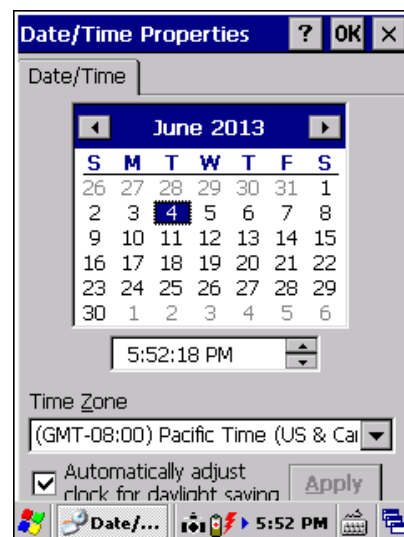 Date/Time Properties ? OK ×
Date/Time
June 2013
S M T W T F S
26 27 28 29 30 31 1
2 3 4 5 6 7 8
9 10 11 12 13 14 15
16 17 18 19 20 21 22
23 24 25 26 27 28 29
30 1 2 3 4 5 6
5:52:18 PM
Time Zone
(GMT-08:00) Pacific Time (US & Ca
Automatically adjust
clock for daylight saving
Apply
Date/... 5:52 PM